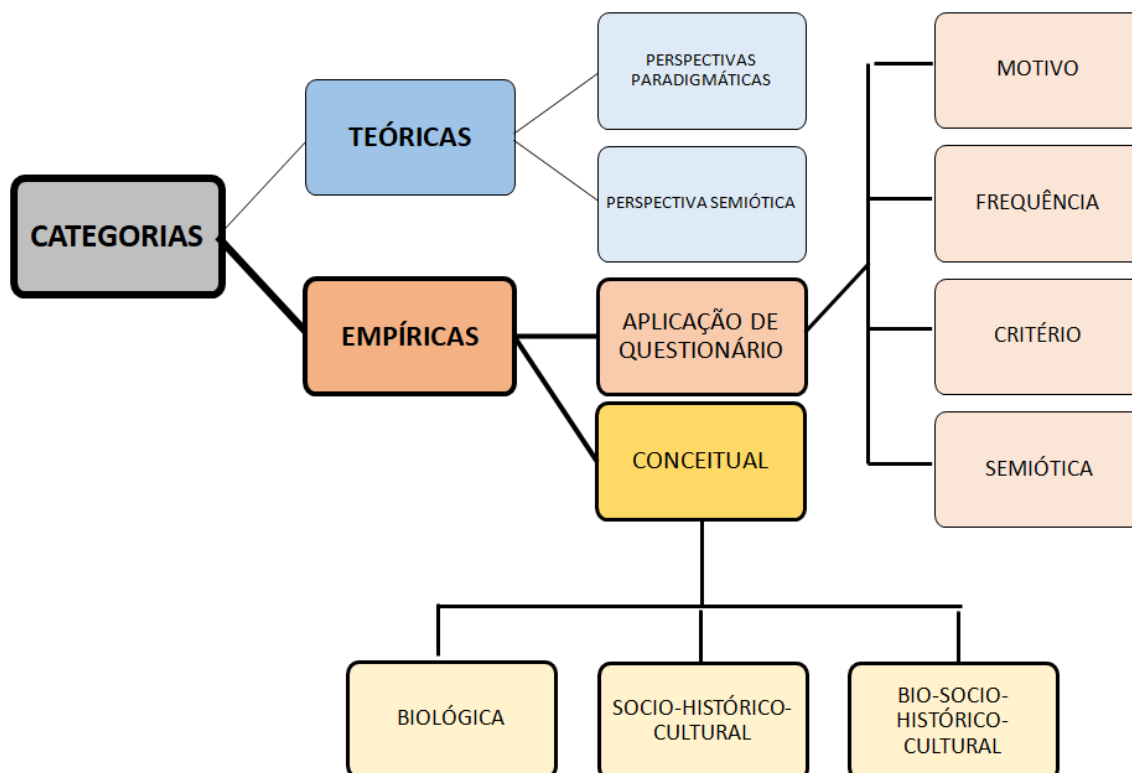 CATEGORIAS
TEÓRICAS
PERSPECTIVAS
PARADIGMÁTICAS
PERSPECTIVA SEMIÓTICA
EMPÍRICAS
APLICAÇÃO DE
QUESTIONÁRIO
MOTIVO
FREQUÊNCIA
CRITÉRIO
SEMIÓTICA
CONCEITUAL
BIOLÓGICA
SOCIO-HISTÓRICO-
CULTURAL
BIO-SOCIO-
HISTÓRICO-
CULTURAL